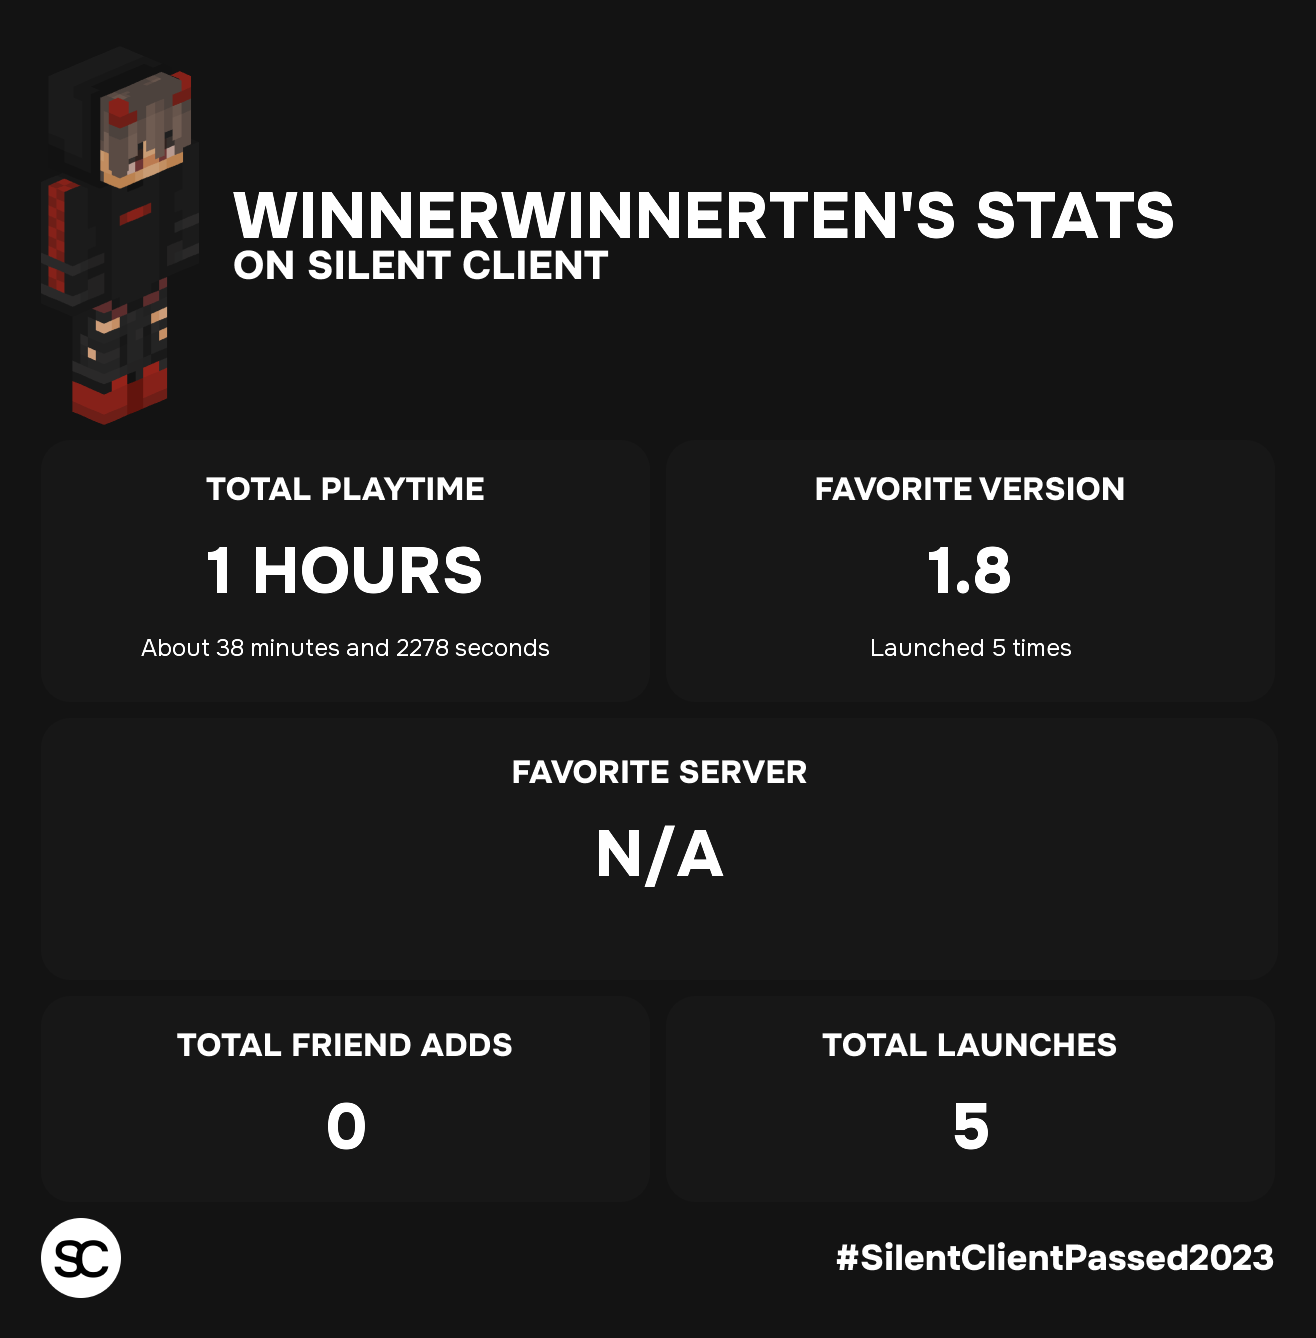 WINNERWINNERTEN'S STATS
ON SILENT CLIENT
TOTAL PLAYTIME
1 HOURS
About 38 minutes and 2278 seconds
FAVORITE VERSION
1.8
Launched 5 times
FAVORITE SERVER
N/A
TOTAL FRIEND ADDS
0
TOTAL LAUNCHES
5
SC
#SilentClientPassed2023